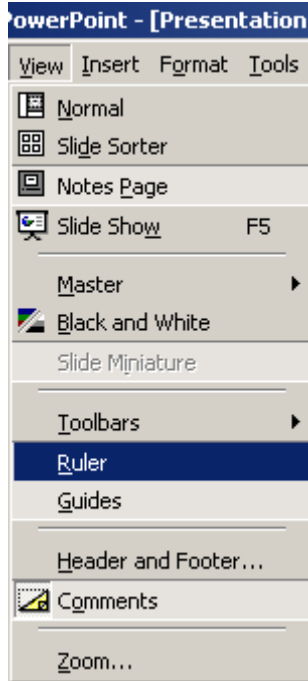 PowerPoint - [Presentation
View Insert Format Tools
Normal
Slide Sorter
Notes Page
Slide Show F5
Master
Black and White
Slide Miniature
Toolbars
Ruler
Guides
Header and Footer...
Comments
Zoom...